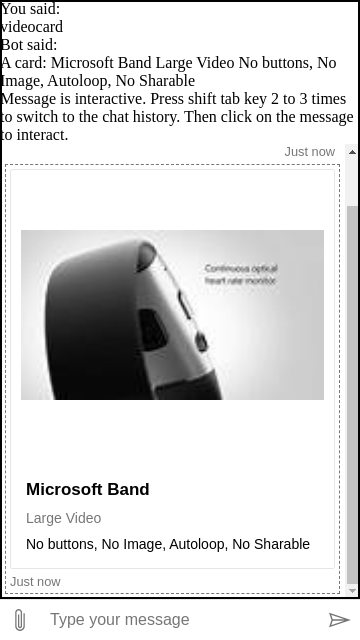 You said:
videocard
Bot said:
A card: Microsoft Band Large Video No buttons, No
Image, Autoloop, No Sharable
Message is interactive. Press shift tab key 2 to 3 times
to switch to the chat history. Then click on the message
to interact.
Just now
Continuous optical
heart rate monitor
Microsoft Band
Large Video
No buttons, No Image, Autoloop, No Sharable
Just now
Type your message